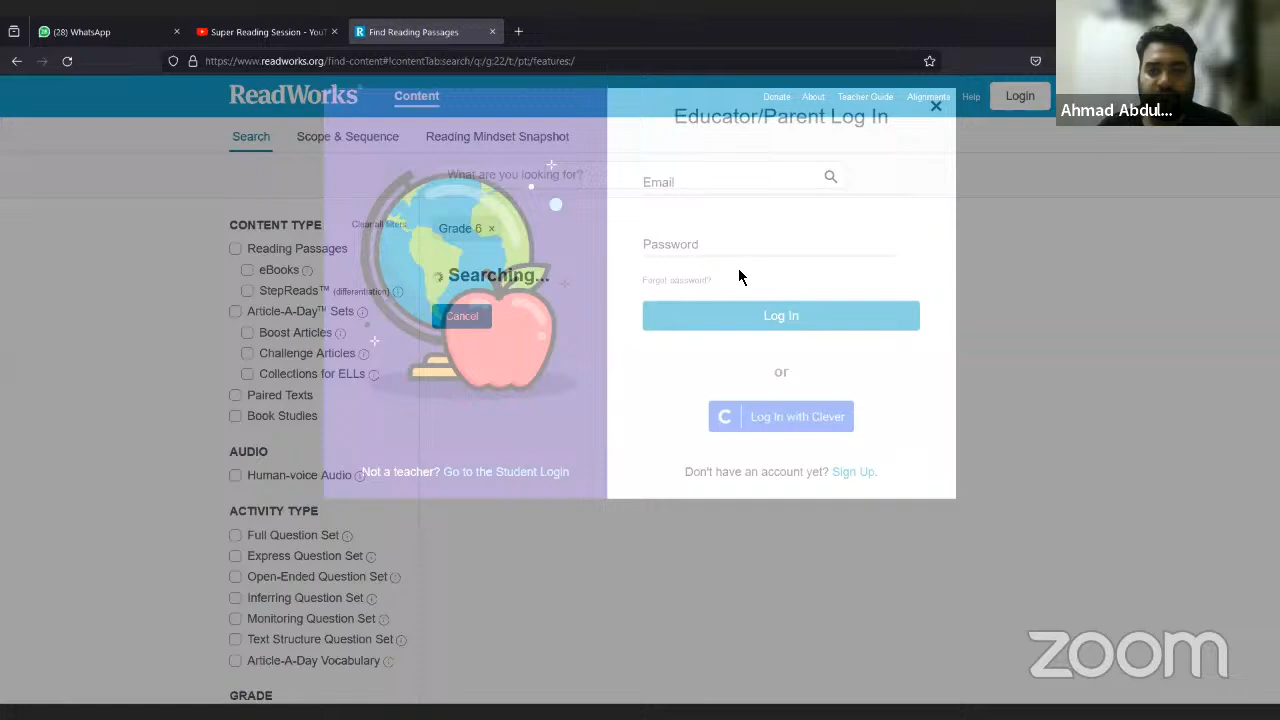 (28) WhatsApp
Super Reading Session - YouT
Find Reading Passages
https://www.readworks.org/find-content#!contentTab:search/q:/g:22/t:/pt:/features:/
Ahmad Abdul...
ReadWorks
Content
Donate
About
Teacher Guide
Alignments
Help
Login
Search
Scope & Sequence
Reading Mindset Snapshot
Educator/Parent Log In
What are you looking for?
Email
CONTENT TYPE
Clear all filters
Grade 6 ×
Password
Reading Passages
eBooks
StepReads™ (differentiation)
Article-A-Day™ Sets
Boost Articles
Challenge Articles
Collections for ELLs
Paired Texts
Book Studies
Searching...
Cancel
Forgot password?
Log In
or
Log In with Clever
AUDIO
Human-voice Audio
Not a teacher? Go to the Student Login
Don't have an account yet? Sign Up.
ACTIVITY TYPE
Full Question Set
Express Question Set
Open-Ended Question Set
Inferring Question Set
Monitoring Question Set
Text Structure Question Set
Article-A-Day Vocabulary
GRADE
zoom